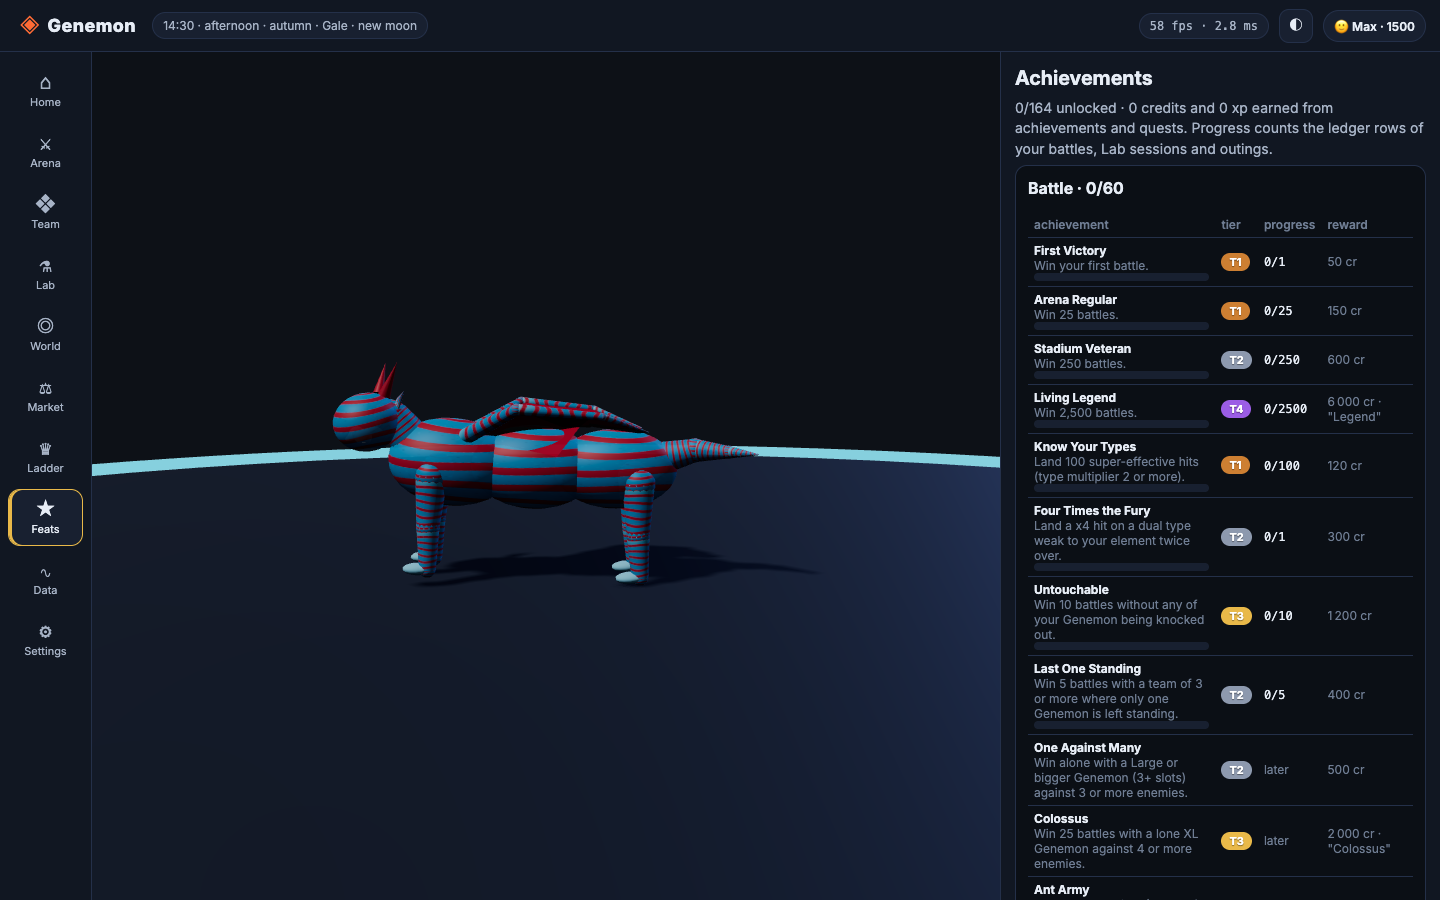 Genemon
14:30 · afternoon · autumn · Gale · new moon
58 fps · 2.8 ms
Max · 1500
Home
Arena
Team
Lab
World
Market
Ladder
Feats
Data
Settings
Achievements
0/164 unlocked · 0 credits and 0 xp earned from
achievements and quests. Progress counts the ledger rows of
your battles, Lab sessions and outings.
Battle · 0/60
achievement tier progress reward
First Victory
Win your first battle.
T1 0/1 50 cr
Arena Regular
Win 25 battles.
T1 0/25 150 cr
Stadium Veteran
Win 250 battles.
T2 0/250 600 cr
Living Legend
Win 2,500 battles.
T4 0/2500 6 000 cr ·
"Legend"
Know Your Types
Land 100 super-effective hits
(type multiplier 2 or more).
T1 0/100 120 cr
Four Times the Fury
Land a x4 hit on a dual type
weak to your element twice
over.
T2 0/1 300 cr
Untouchable
Win 10 battles without any of
your Genemon being knocked
out.
T3 0/10 1 200 cr
Last One Standing
Win 5 battles with a team of 3
or more where only one
Genemon is left standing.
T2 0/5 400 cr
One Against Many
Win alone with a Large or
bigger Genemon (3+ slots)
against 3 or more enemies.
T2 later 500 cr
Colossus
Win 25 battles with a lone XL
Genemon against 4 or more
enemies.
T3 later 2 000 cr ·
"Colossus"
Ant Army